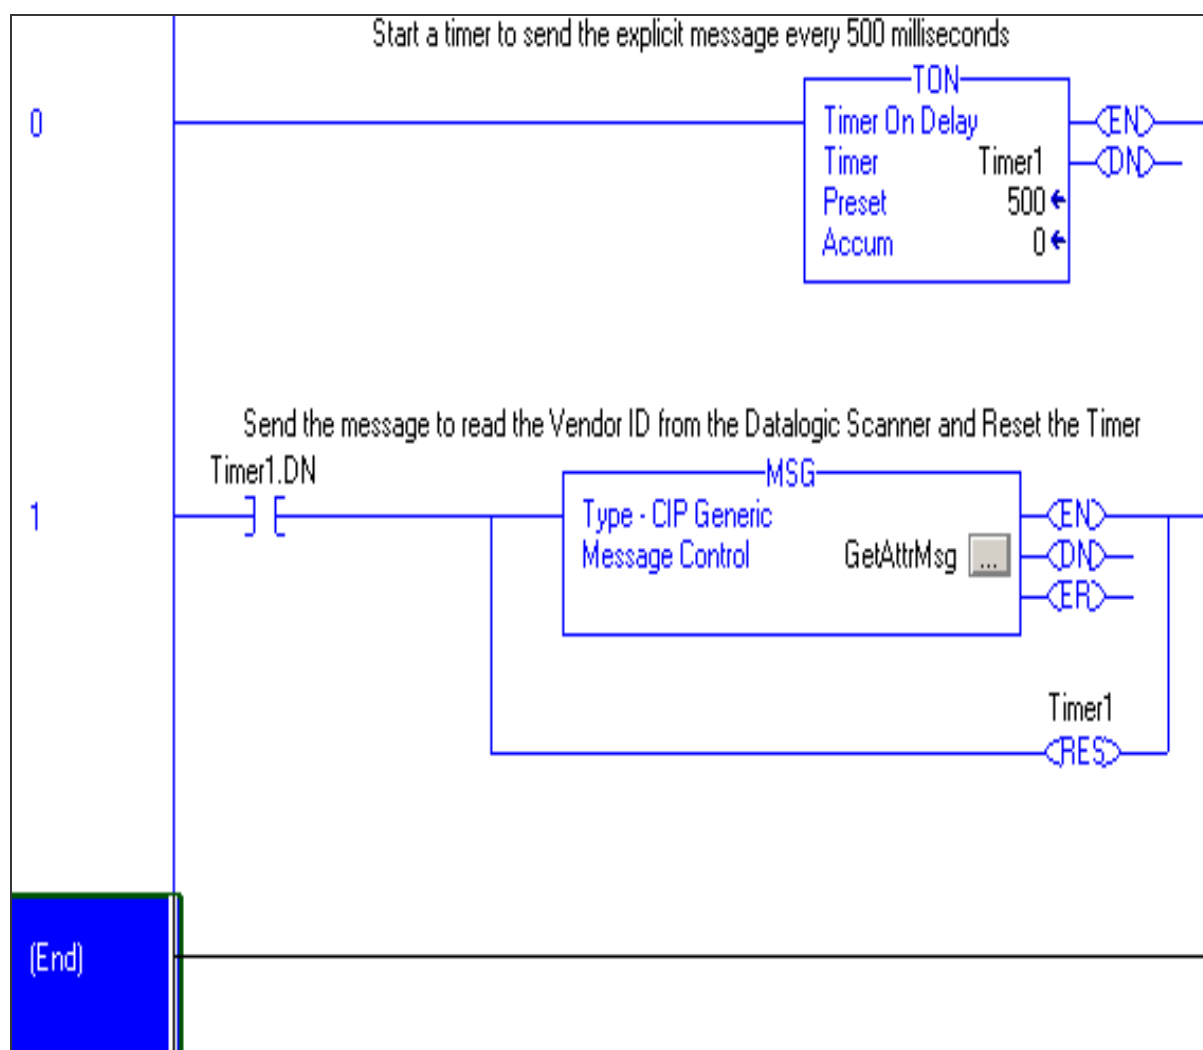 Start a timer to send the explicit message every 500 milliseconds
TON
0
Timer On Delay
EN
Timer Timer1
DN
Preset 500
Accum 0
Send the message to read the Vendor ID from the Datalogic Scanner and Reset the Timer
Timer1.DN
MSG
1
Type - CIP Generic
EN
Message Control GetAttrMsg ...
DN
ER
Timer1
RES
(End)